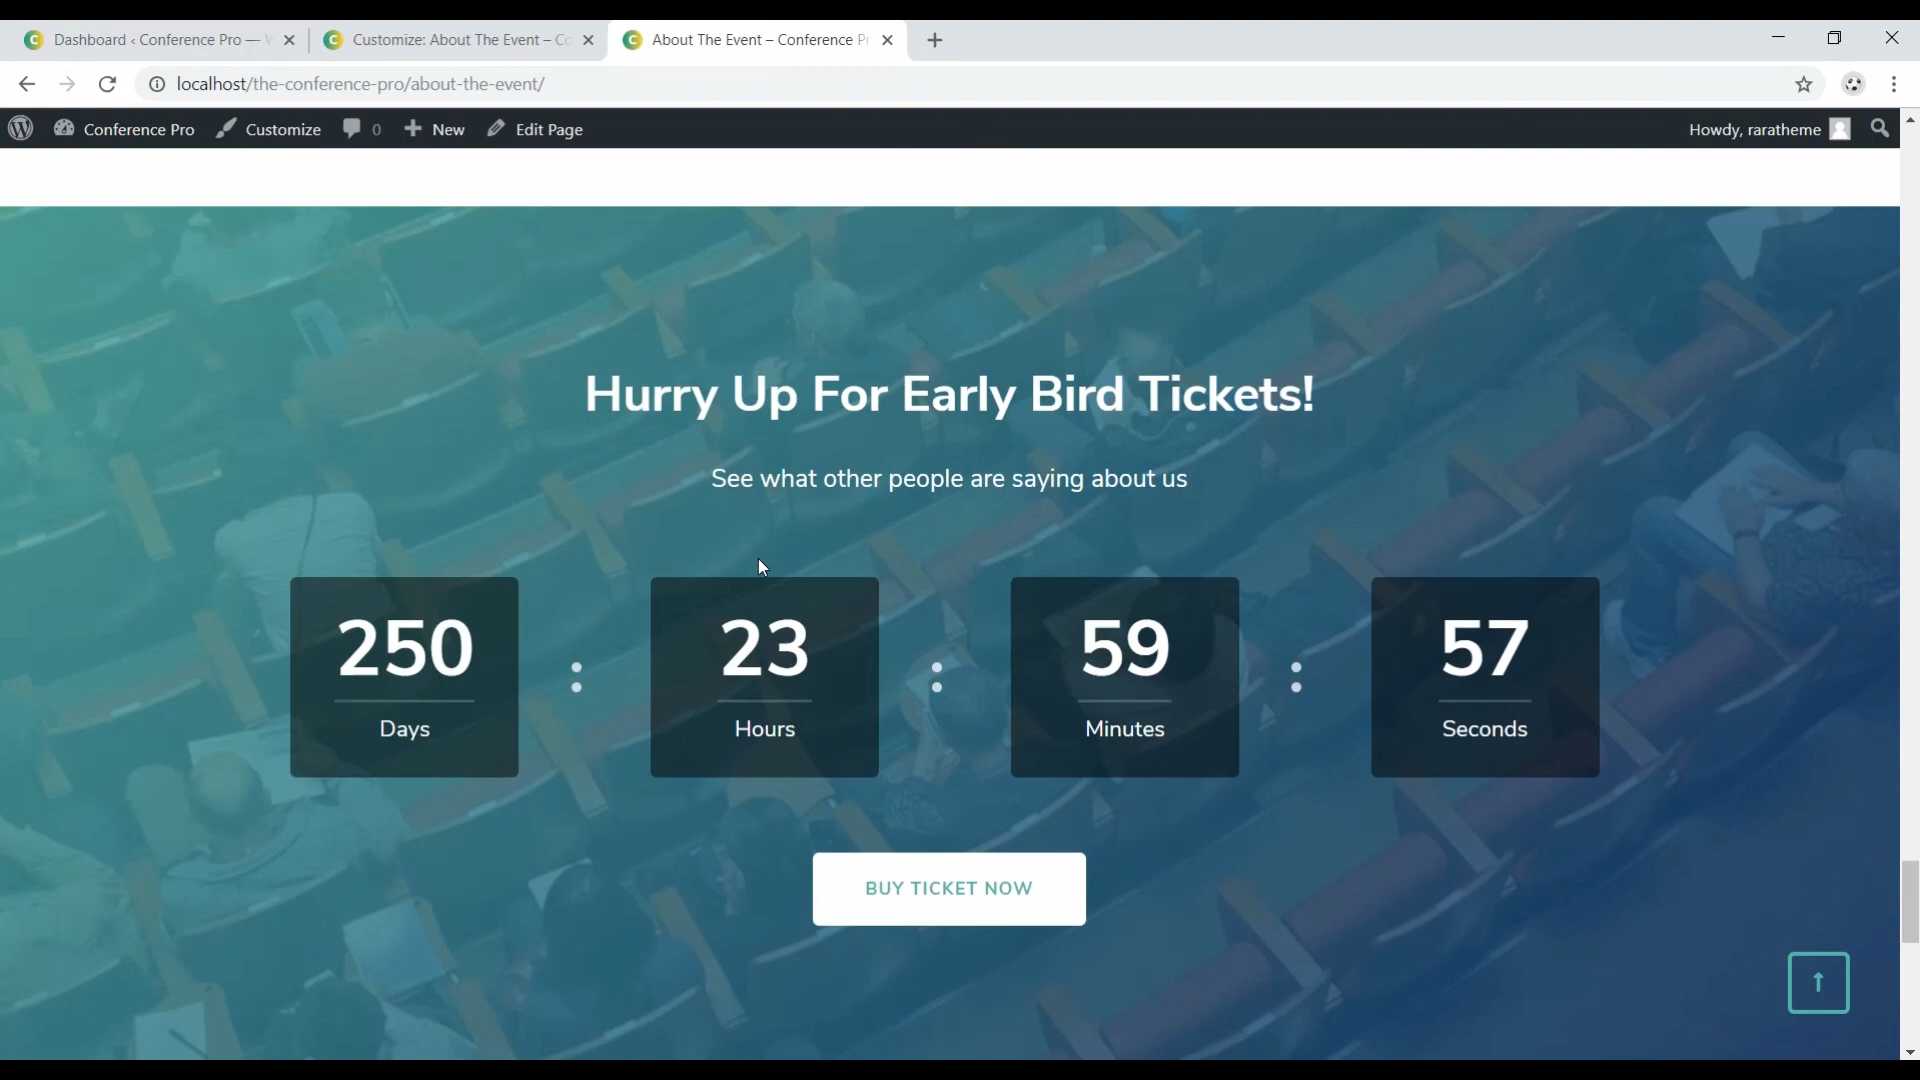 Dashboard ‹ Conference Pro —
Customize: About The Event –
About The Event – Conference
localhost/the-conference-pro/about-the-event/
Conference Pro
Customize
0
New
Edit Page
Howdy, raratheme
Hurry Up For Early Bird Tickets!
See what other people are saying about us
250 : 23 : 59 : 57
Days Hours Minutes Seconds
BUY TICKET NOW